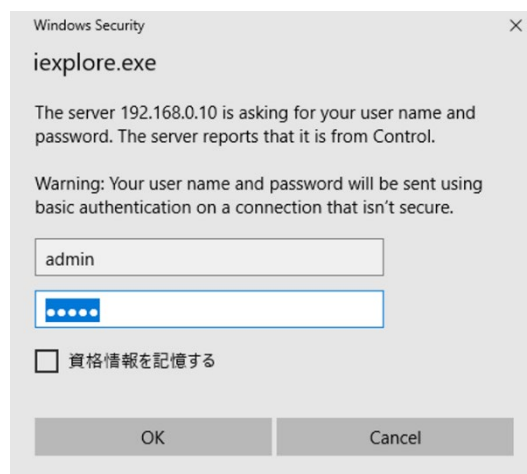 Windows Security
iexplore.exe
The server 192.168.0.10 is asking for your user name and
password. The server reports that it is from Control.
Warning: Your user name and password will be sent using
basic authentication on a connection that isn’t secure.
admin
●●●●●
資格情報を記憶する
OK
Cancel